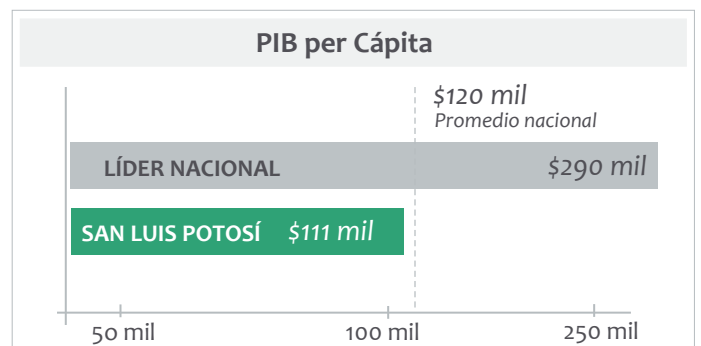 PIB per Cápita
$120 mil
Promedio nacional
LÍDER NACIONAL $290 mil
SAN LUIS POTOSÍ $111 mil
50 mil 100 mil 250 mil